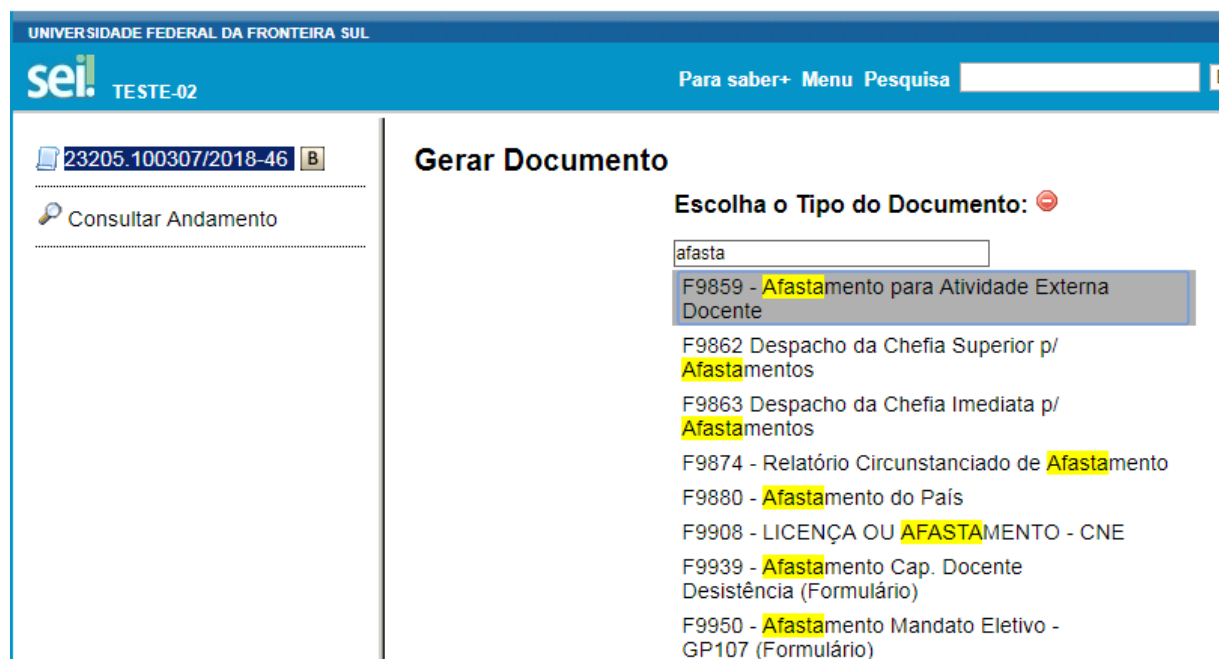 UNIVERSIDADE FEDERAL DA FRONTEIRA SUL
sei! TESTE-02
Para saber+ Menu Pesquisa
23205.100307/2018-46 B
Consultar Andamento
Gerar Documento
Escolha o Tipo do Documento:
afasta
F9859 - Afastamento para Atividade Externa
Docente
F9862 Despacho da Chefia Superior p/
Afastamentos
F9863 Despacho da Chefia Imediata p/
Afastamentos
F9874 - Relatório Circunstanciado de Afastamento
F9880 - Afastamento do País
F9908 - LICENÇA OU AFASTAMENTO - CNE
F9939 - Afastamento Cap. Docente
Desistência (Formulário)
F9950 - Afastamento Mandato Eletivo -
GP107 (Formulário)